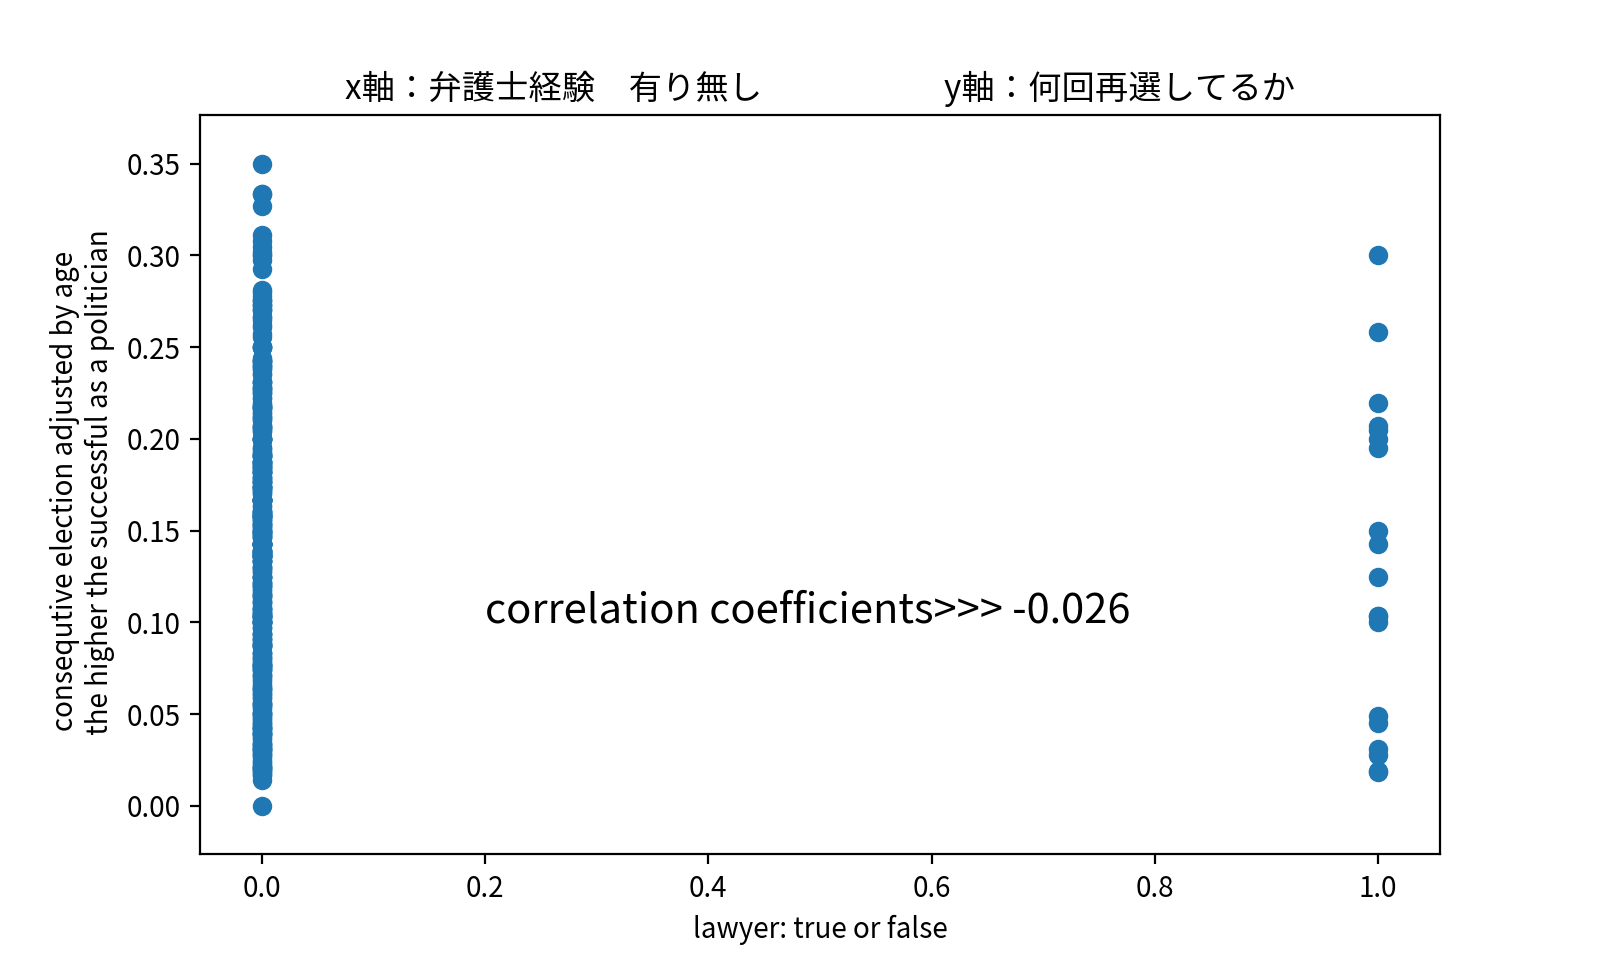 x軸：弁護士経験　有り無し　　　　　　y軸：何回再選してるか
consequtive election adjusted by age
the higher the successful as a politician
0.35
0.30
0.25
0.20
0.15
0.10
0.05
0.00
correlation coefficients>>> -0.026
0.0 0.2 0.4 0.6 0.8 1.0
lawyer: true or false